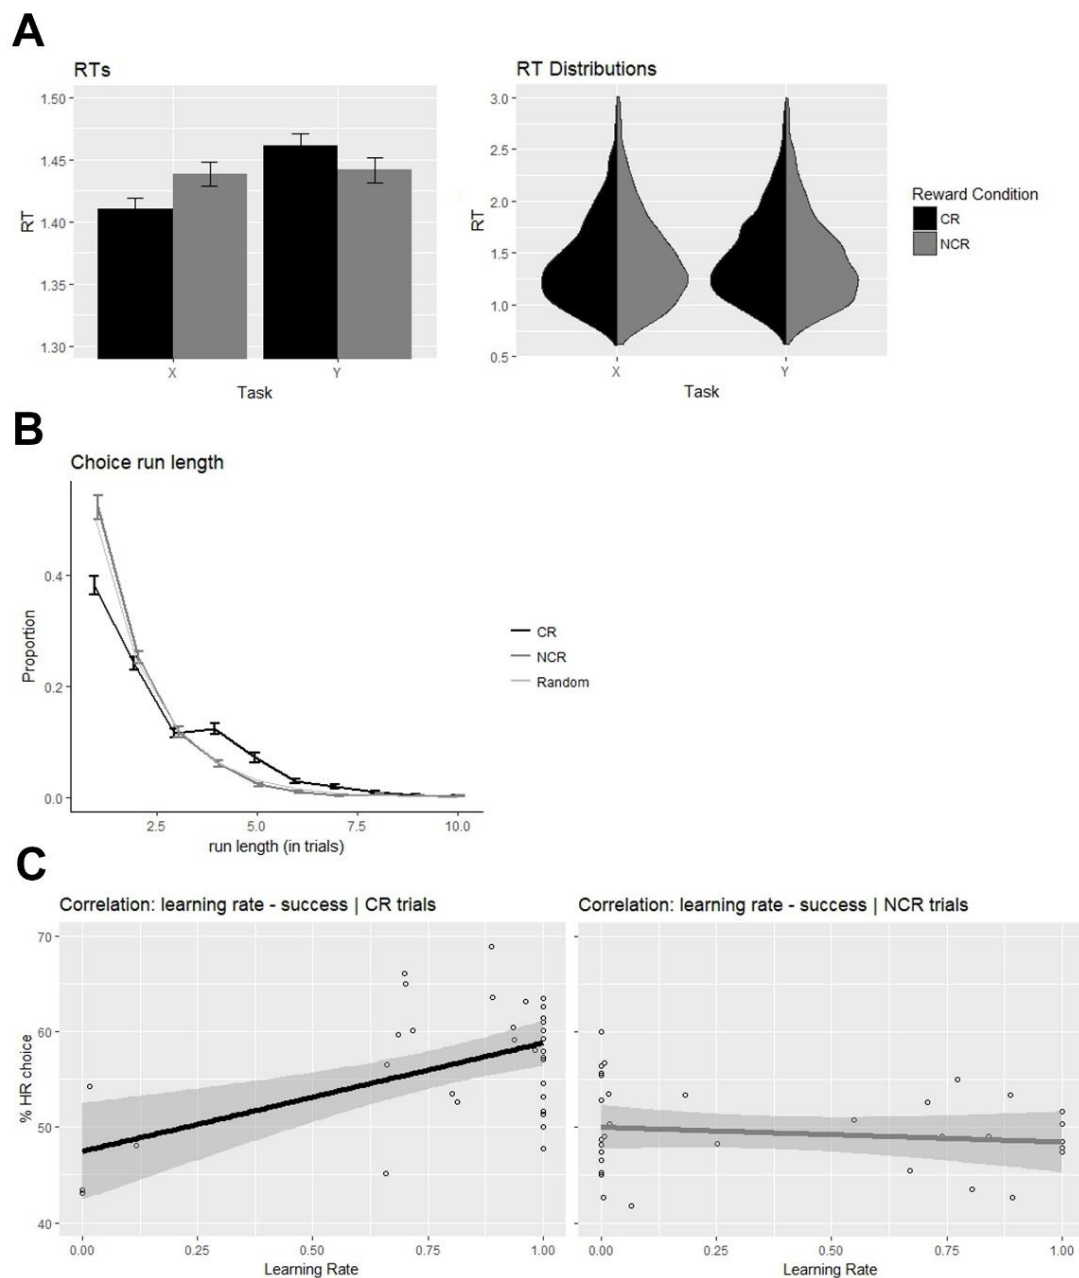 A
RTs
RT Distributions
1.50
1.45
1.40
1.35
1.30
RT
X
Y
Task
3.0
2.5
2.0
1.5
1.0
0.5
RT
X
Y
Task
Reward Condition
CR
NCR
B
Choice run length
0.4
0.2
0.0
Proportion
2.5 5.0 7.5 10.0
run length (in trials)
CR
NCR
Random
C
Correlation: learning rate - success | CR trials
Correlation: learning rate - success | NCR trials
70
60
50
40
% HR choice
0.00 0.25 0.50 0.75 1.00
Learning Rate
0.00 0.25 0.50 0.75 1.00
Learning Rate